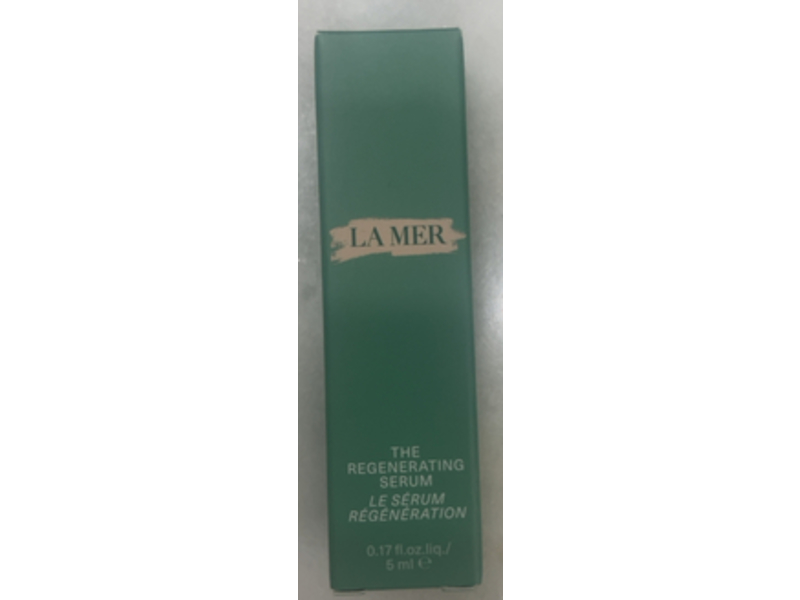 LA MER
THE
REGENERATING
SERUM
LE SÉRUM
RÉGÉNÉRATION
0.17 fl.oz.liq./
5 ml ℮